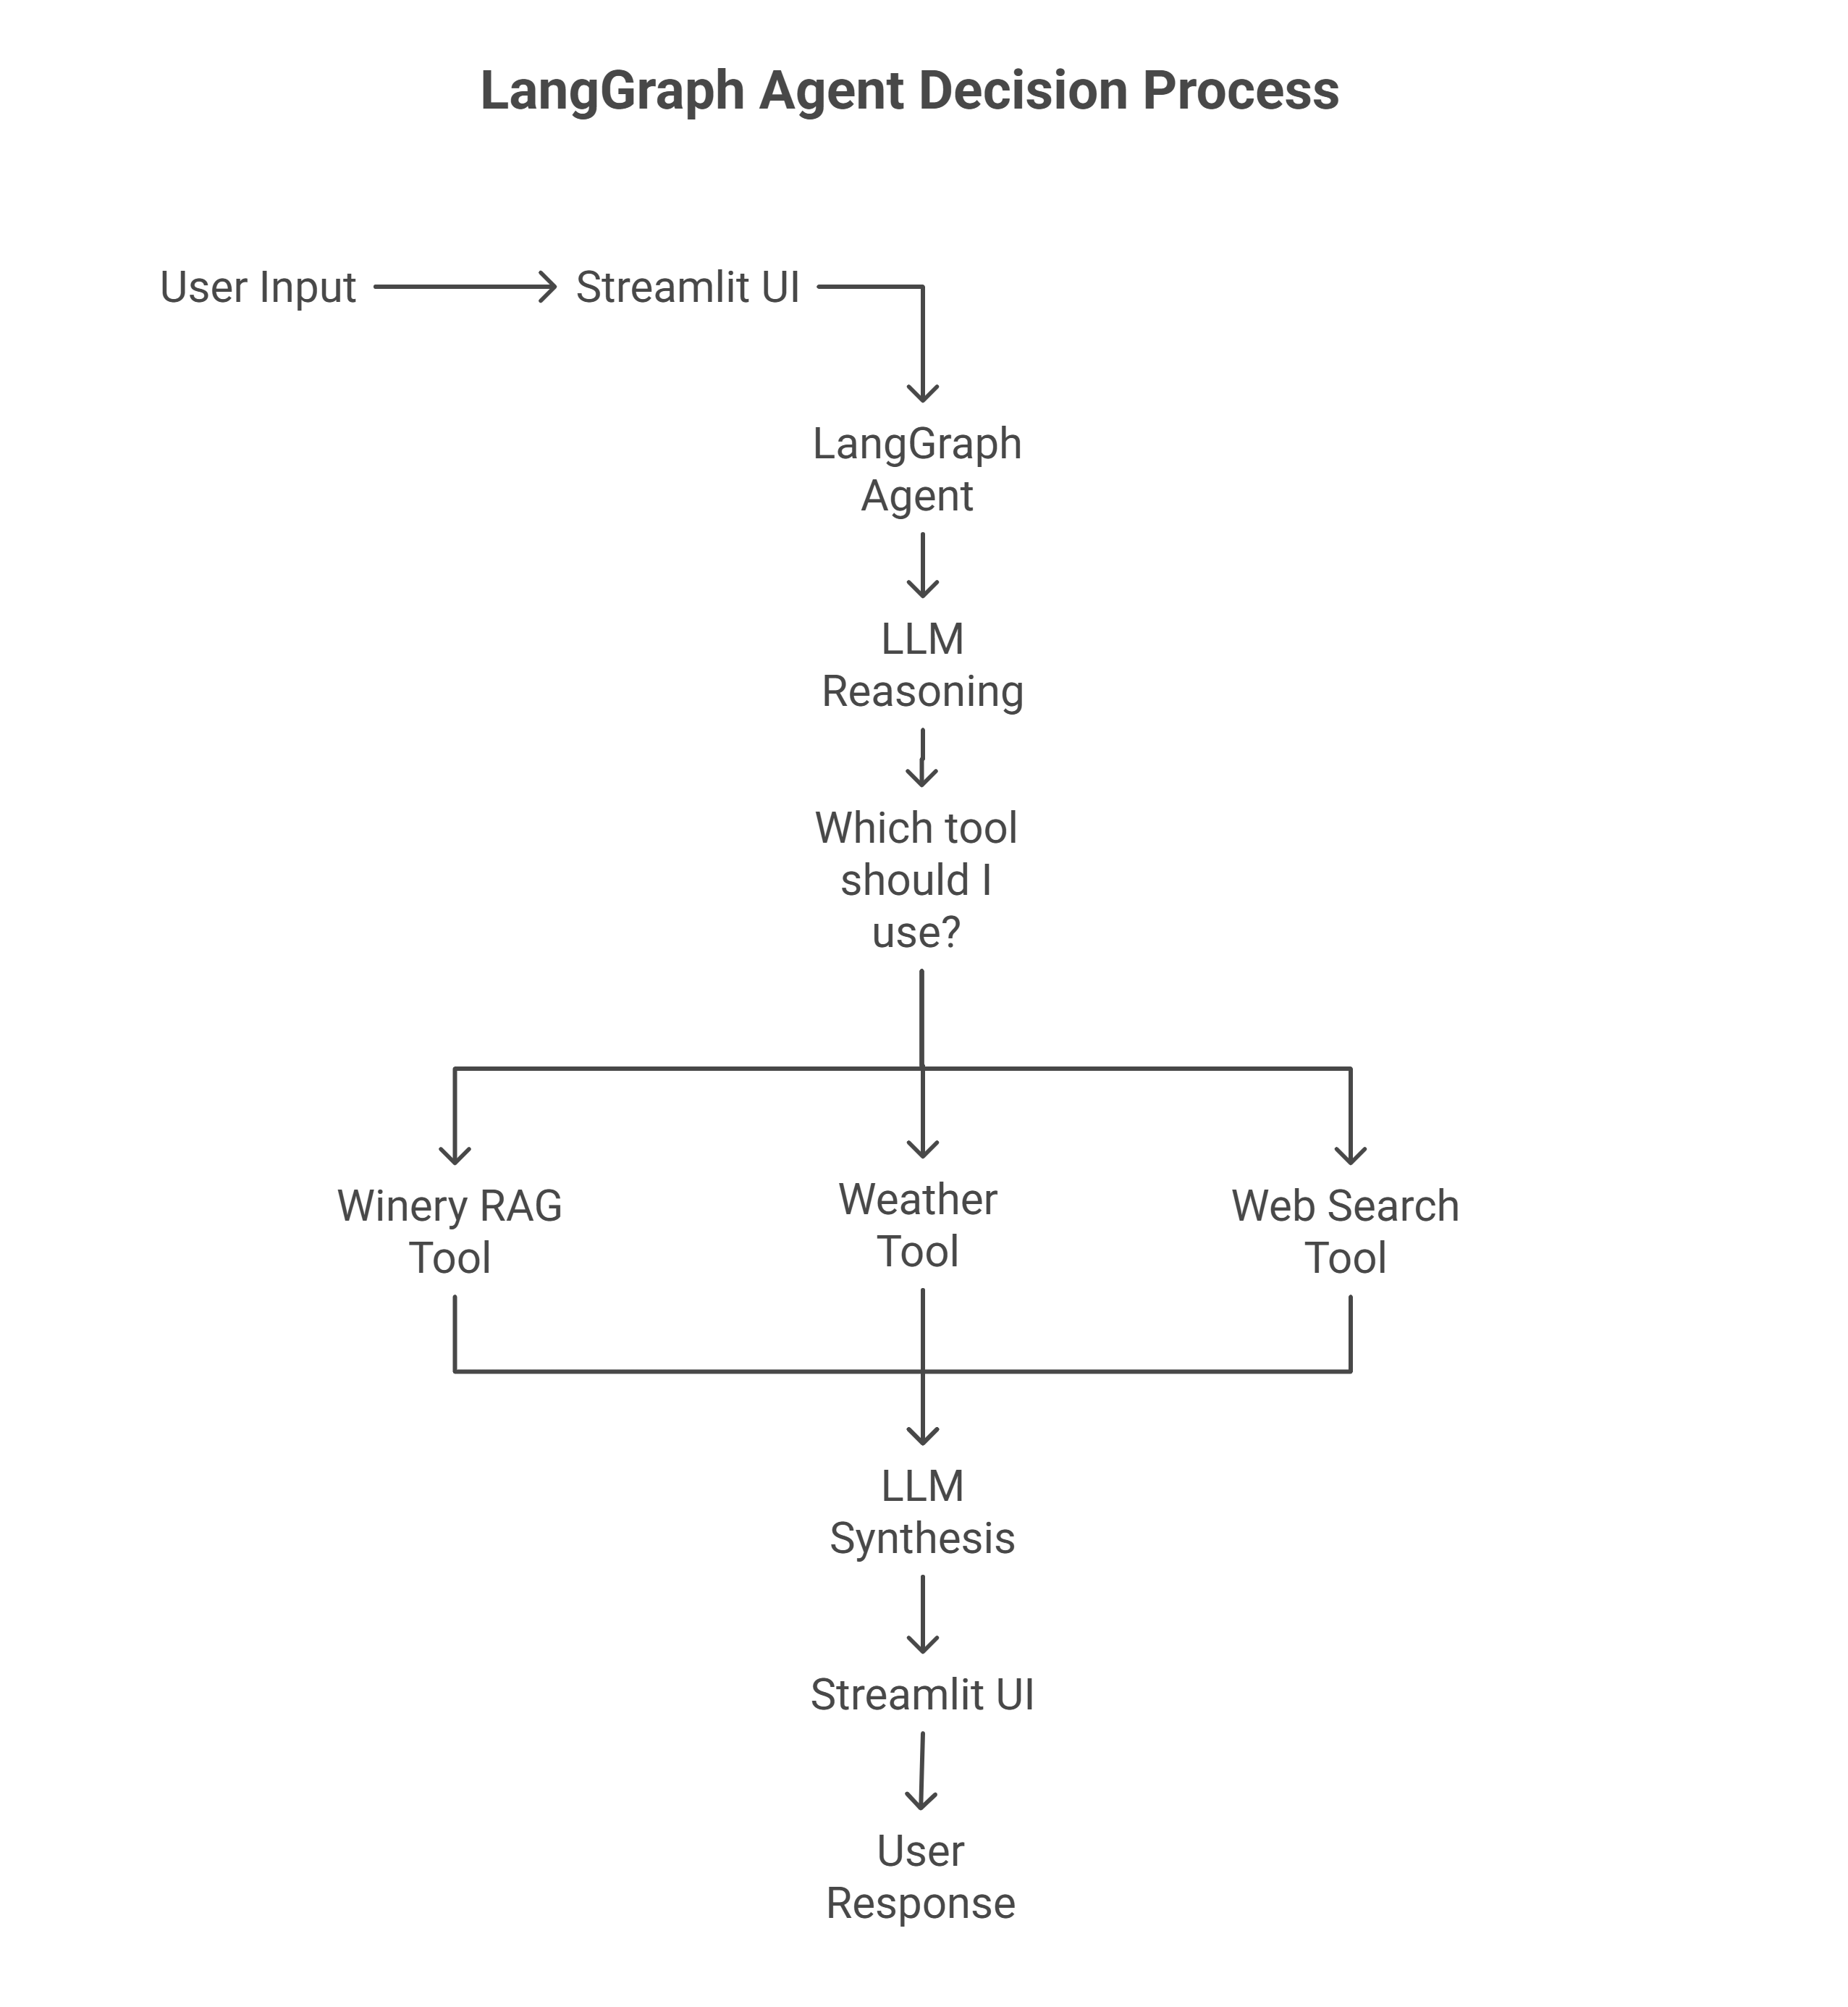 LangGraph Agent Decision Process
User Input
Streamlit UI
LangGraph
Agent
LLM
Reasoning
Which tool
should I
use?
Winery RAG
Tool
Weather
Tool
Web Search
Tool
LLM
Synthesis
Streamlit UI
User
Response